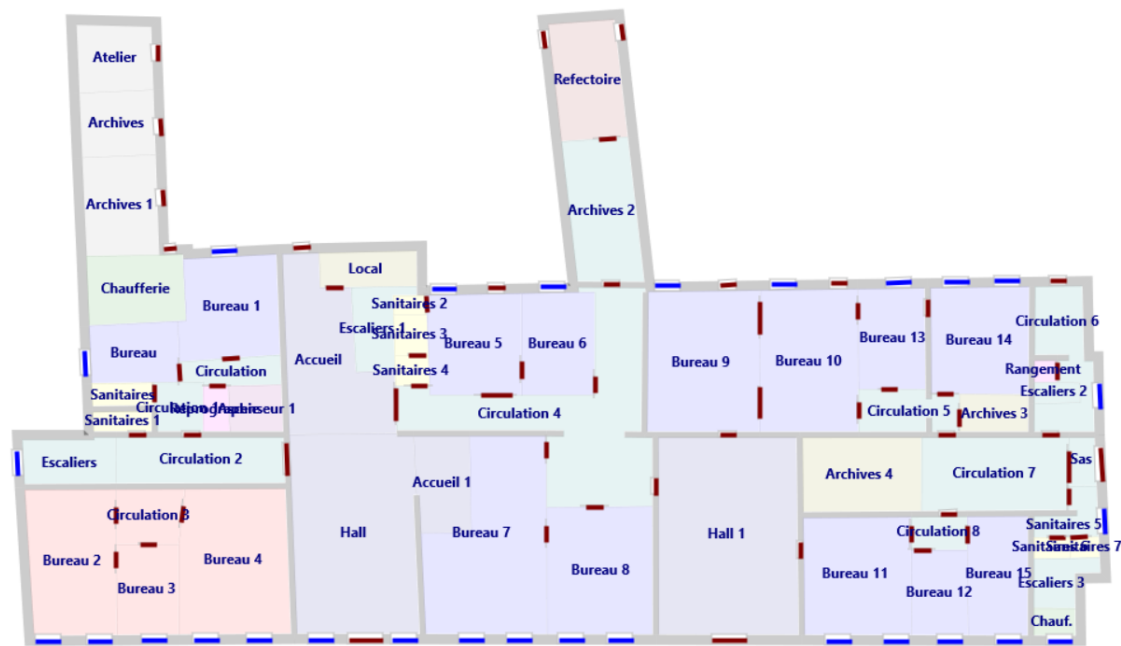 Atelier
Refectoire
Archives
Archives 1
Archives 2
Local
Chaufferie
Bureau 1
Sanitaires 2
Circulation 6
Escaliers 1
Sanitaires 3
Bureau 13
Bureau 14
Bureau 5
Bureau 6
Bureau
Accueil
Bureau 9
Bureau 10
Circulation
Sanitaires 4
Rangement
Sanitaires
Escaliers 2
Circulation 1
Circulation 4
Circulation 5
Archives 3
Sanitaires 1
Escaliers
Circulation 2
Sas
Accueil 1
Archives 4
Circulation 7
Circulation 3
Sanitaires 5
Hall
Bureau 7
Hall 1
Circulation 8
Sanitaires 7
Bureau 2
Bureau 4
Bureau 8
Bureau 11
Bureau 15
Bureau 3
Bureau 12
Escaliers 3
Chauf.